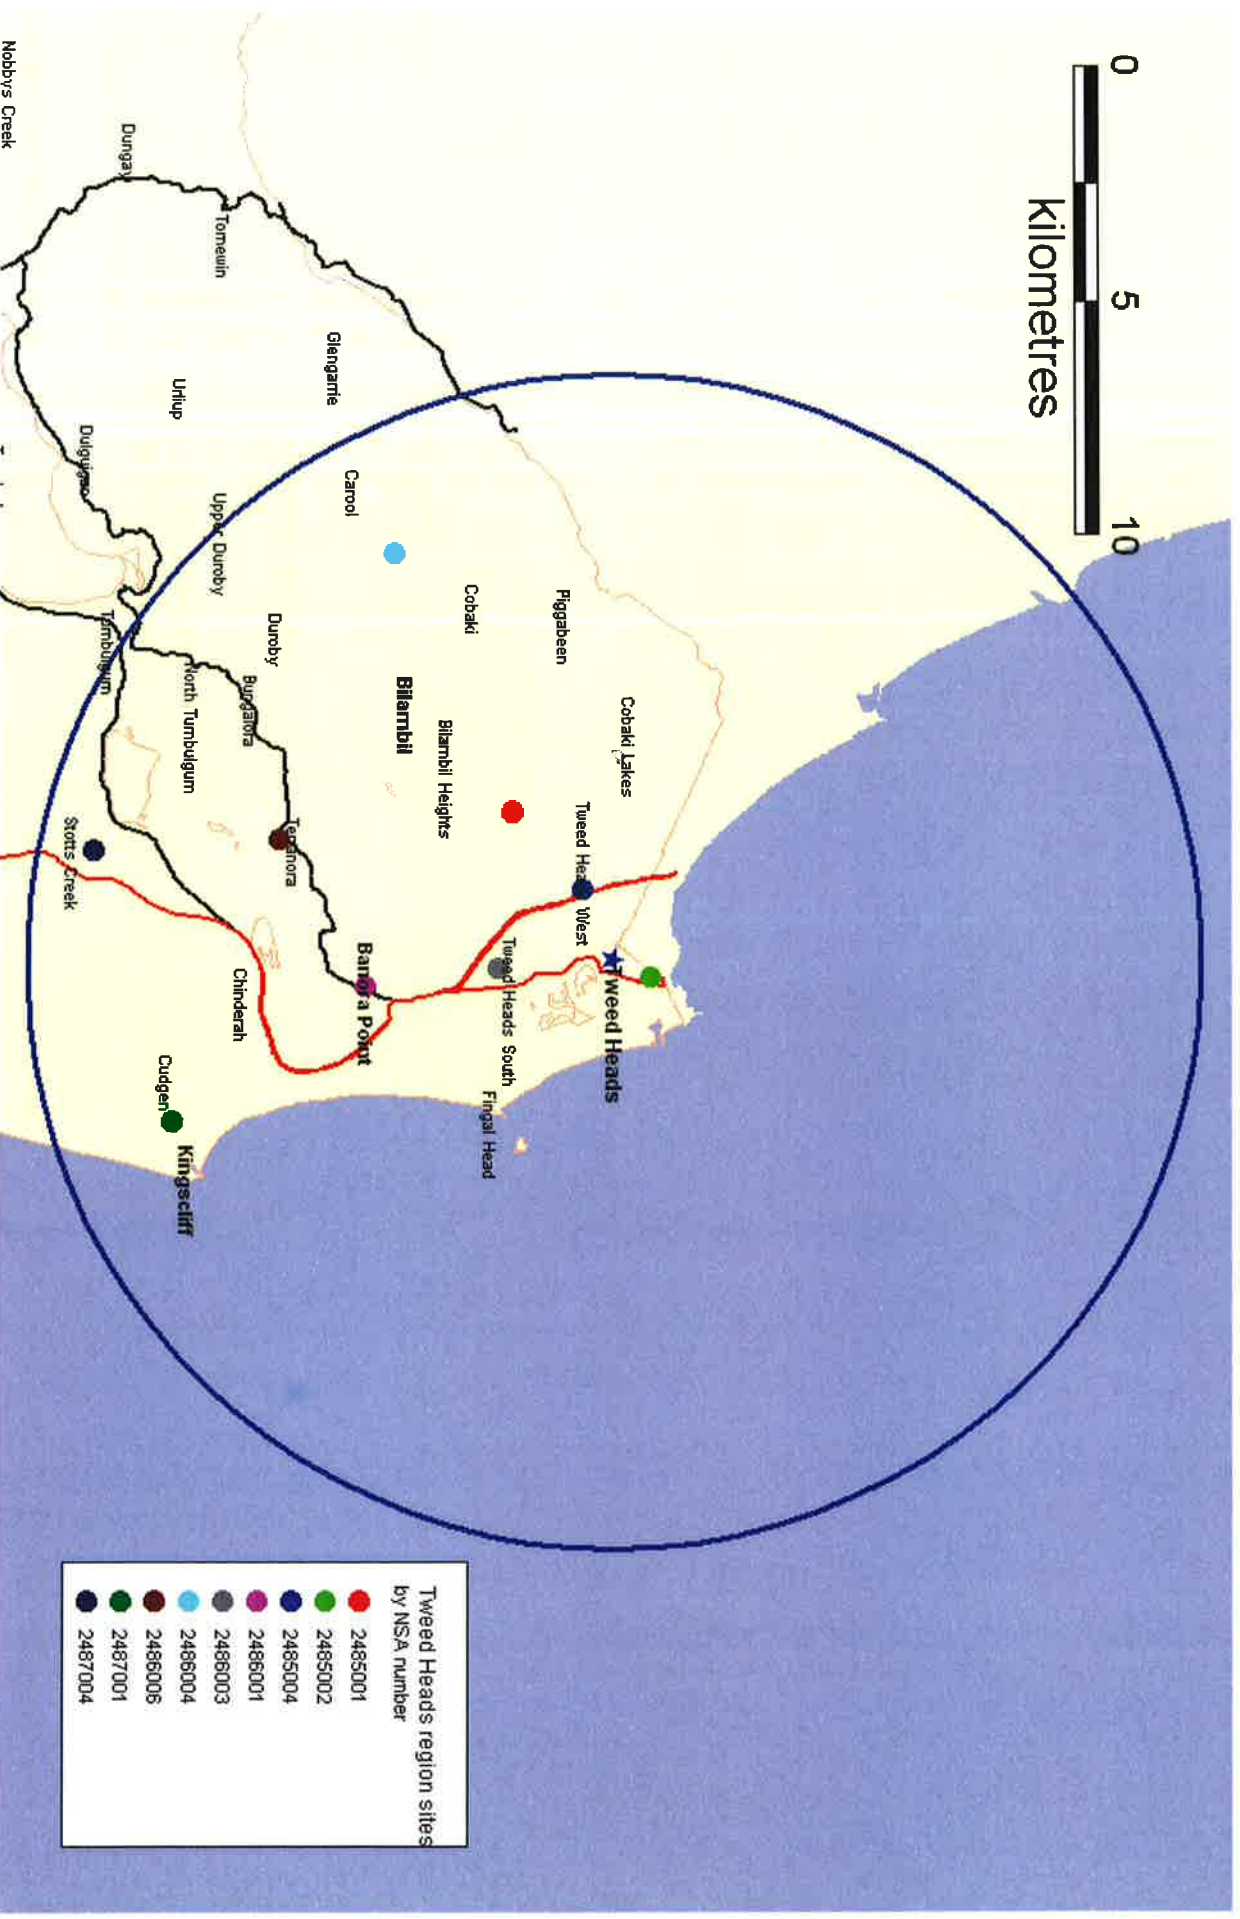 0
5
10
kilometres
Nobbys Creek
Dungay
Tomewin
Glengarrie
Urliup
Dulguigan
Carool
Upper Duroby
Cobaki
Piggabeen
Duroby
Tumbulgum
North Tumbulgum
Bungalora
Bilambil
Bilambil Heights
Cobaki Lakes
Tweed Heads West
Terranora
Stotts Creek
Tweed Heads
Tweed Heads South
Banora Point
Chinderah
Fingal Head
Cudgen
Kingscliff
Tweed Heads region sites
by NSA number
2485001
2485002
2485004
2486001
2486003
2486004
2486006
2487001
2487004